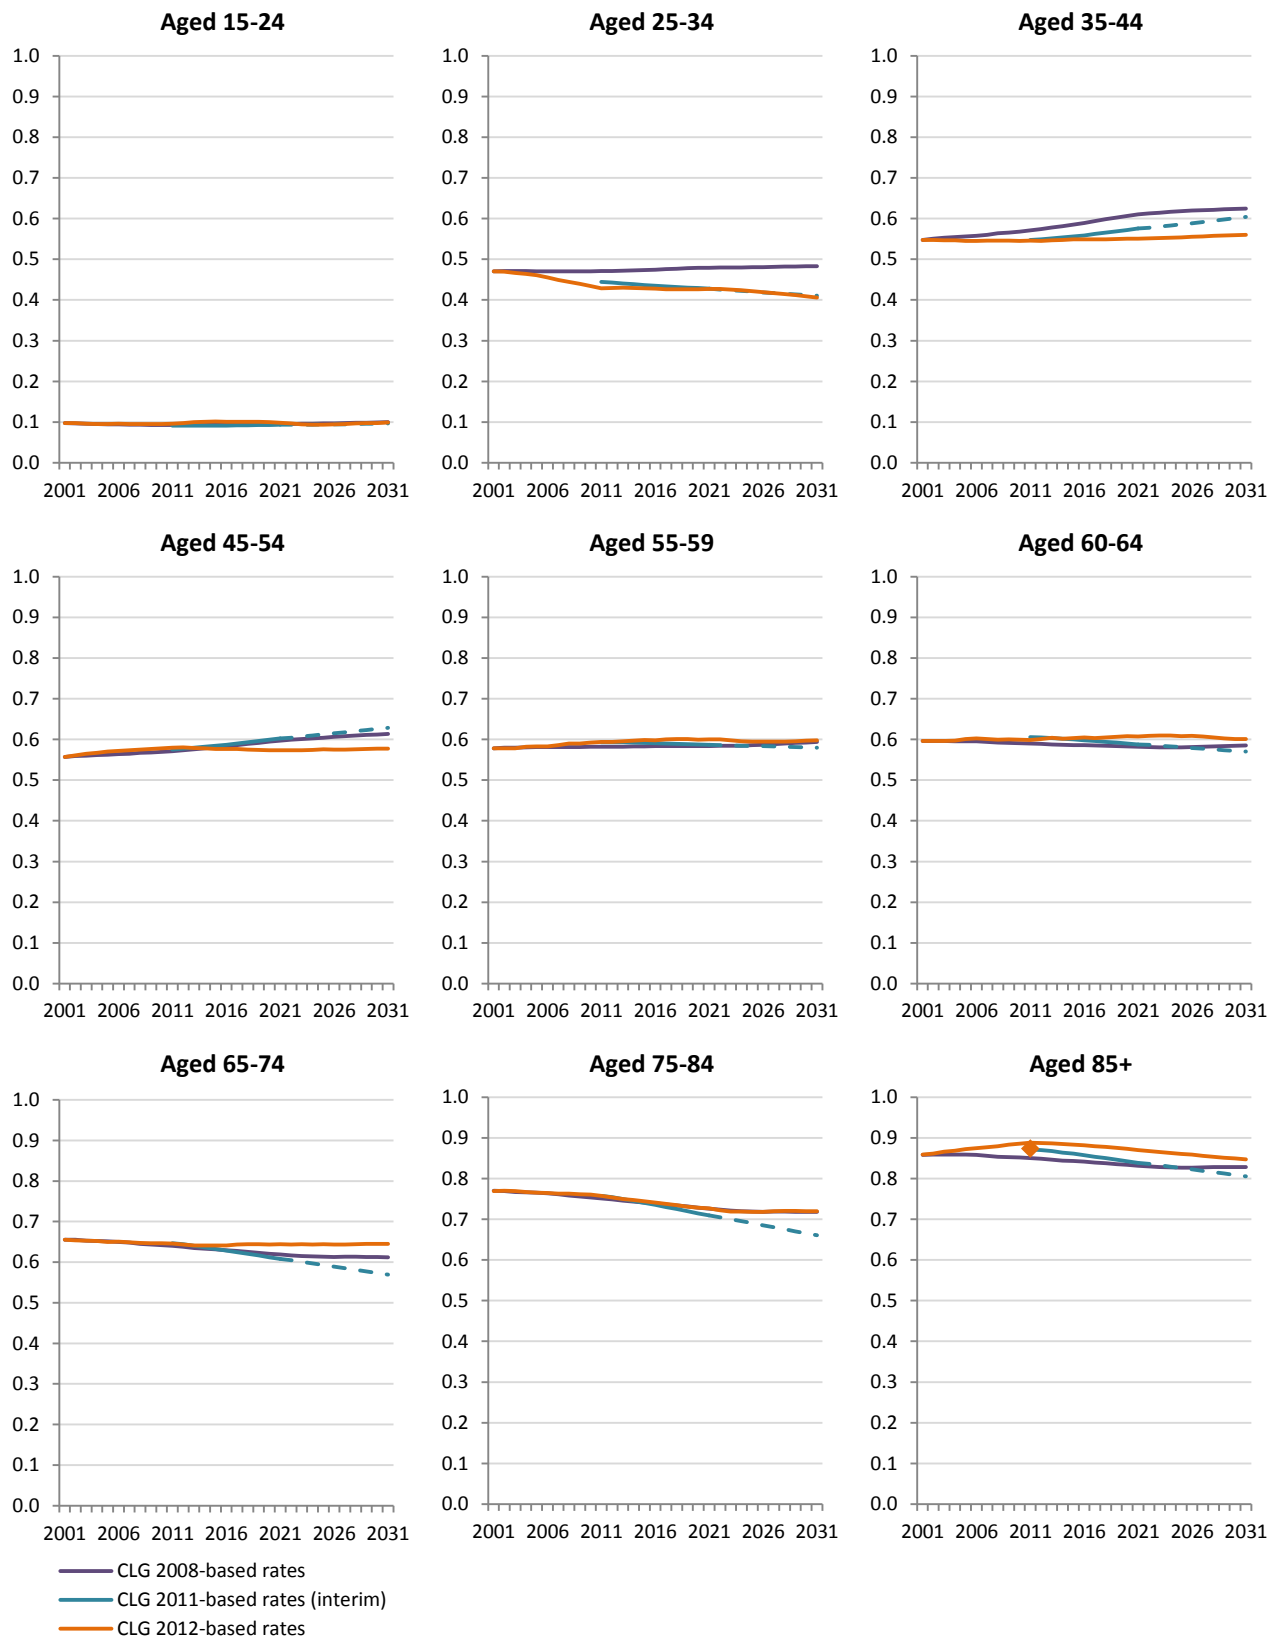 Aged 15-24 Aged 25-34 Aged 35-44
1.0 1.0 1.0
0.9 0.9 0.9
0.8 0.8 0.8
0.7 0.7 0.7
0.6 0.6 0.6
0.5 0.5 0.5
0.4 0.4 0.4
0.3 0.3 0.3
0.2 0.2 0.2
0.1 0.1 0.1
0.0 0.0 0.0
2001 2006 2011 2016 2021 2026 2031 2001 2006 2011 2016 2021 2026 2031 2001 2006 2011 2016 2021 2026 2031
Aged 45-54 Aged 55-59 Aged 60-64
1.0 1.0 1.0
0.9 0.9 0.9
0.8 0.8 0.8
0.7 0.7 0.7
0.6 0.6 0.6
0.5 0.5 0.5
0.4 0.4 0.4
0.3 0.3 0.3
0.2 0.2 0.2
0.1 0.1 0.1
0.0 0.0 0.0
2001 2006 2011 2016 2021 2026 2031 2001 2006 2011 2016 2021 2026 2031 2001 2006 2011 2016 2021 2026 2031
Aged 65-74 Aged 75-84 Aged 85+
1.0 1.0 1.0
0.9 0.9 0.9
0.8 0.8 0.8
0.7 0.7 0.7
0.6 0.6 0.6
0.5 0.5 0.5
0.4 0.4 0.4
0.3 0.3 0.3
0.2 0.2 0.2
0.1 0.1 0.1
0.0 0.0 0.0
2001 2006 2011 2016 2021 2026 2031 2001 2006 2011 2016 2021 2026 2031 2001 2006 2011 2016 2021 2026 2031
CLG 2008-based rates
CLG 2011-based rates (interim)
CLG 2012-based rates